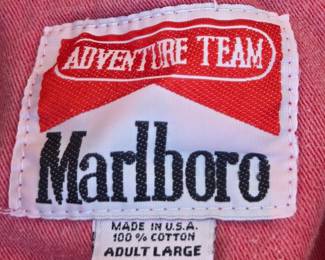 ADVENTURE TEAM
Marlboro
MADE IN U.S.A.
100% COTTON
ADULT LARGE